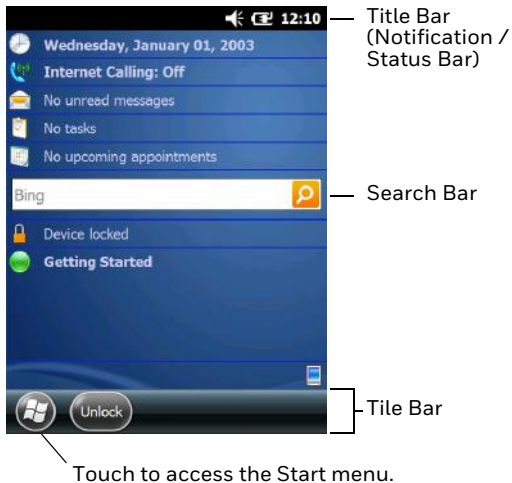 12:10
Title Bar
(Notification /
Status Bar)
Wednesday, January 01, 2003
Internet Calling: Off
No unread messages
No tasks
No upcoming appointments
Bing
Search Bar
Device locked
Getting Started
Unlock
Tile Bar
Touch to access the Start menu.